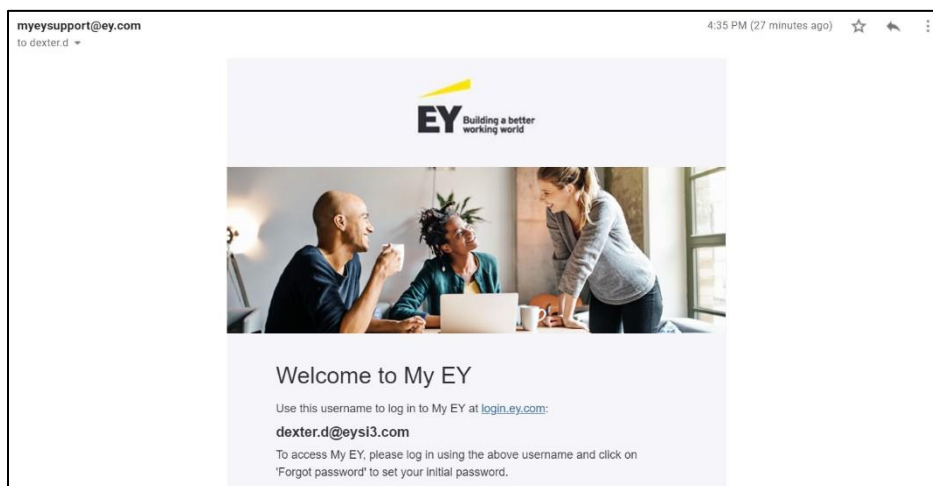 myeysupport@ey.com
4:35 PM (27 minutes ago)
to dexter.d
EY Building a better
working world
Welcome to My EY
Use this username to log in to My EY at login.ey.com:
dexter.d@eysi3.com
To access My EY, please log in using the above username and click on
'Forgot password' to set your initial password.